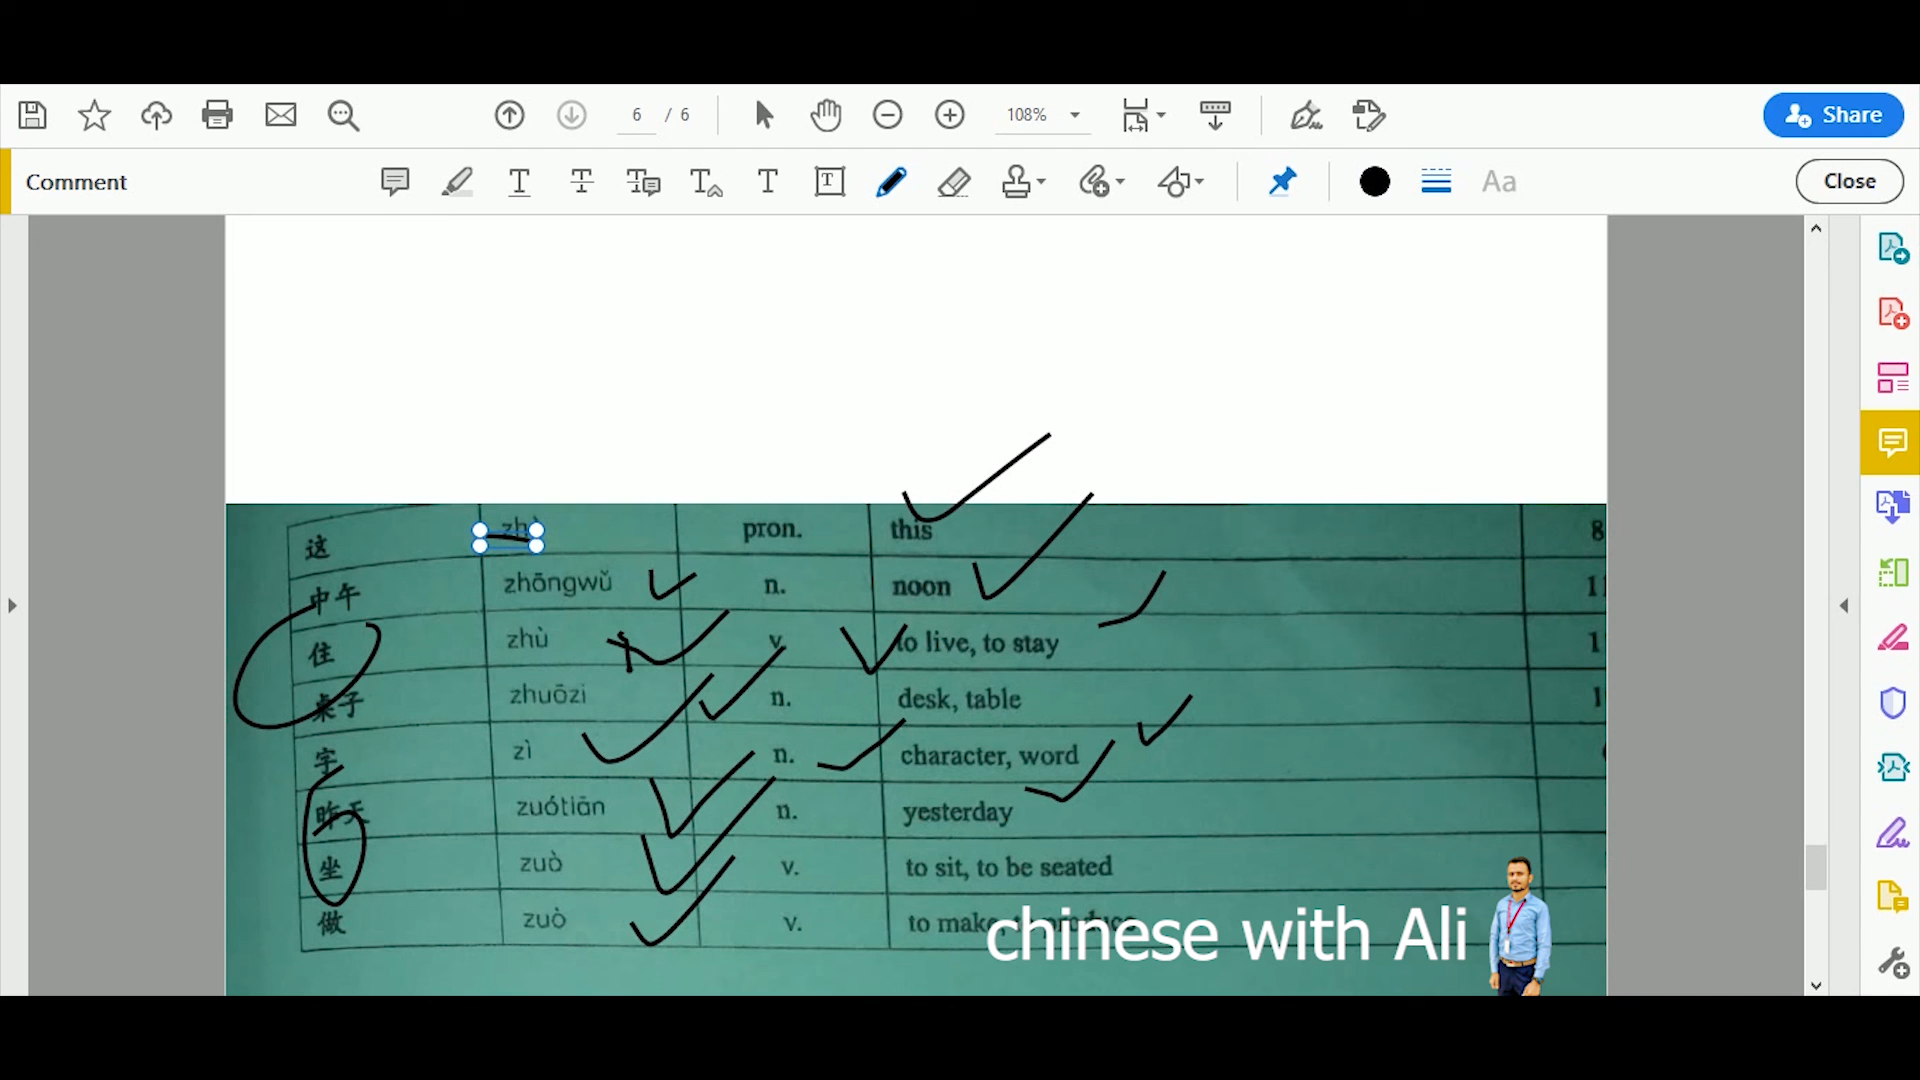 6 / 6
108%
Share
Comment
Aa
Close
这 pron. this 8
中午 zhōngwǔ n. noon
住 zhù v. to live, to stay
桌子 zhuōzi n. desk, table
字 zì n. character, word
昨天 zuótiān n. yesterday
坐 zuò v. to sit, to be seated
做 zuò v. to make,
chinese with Ali